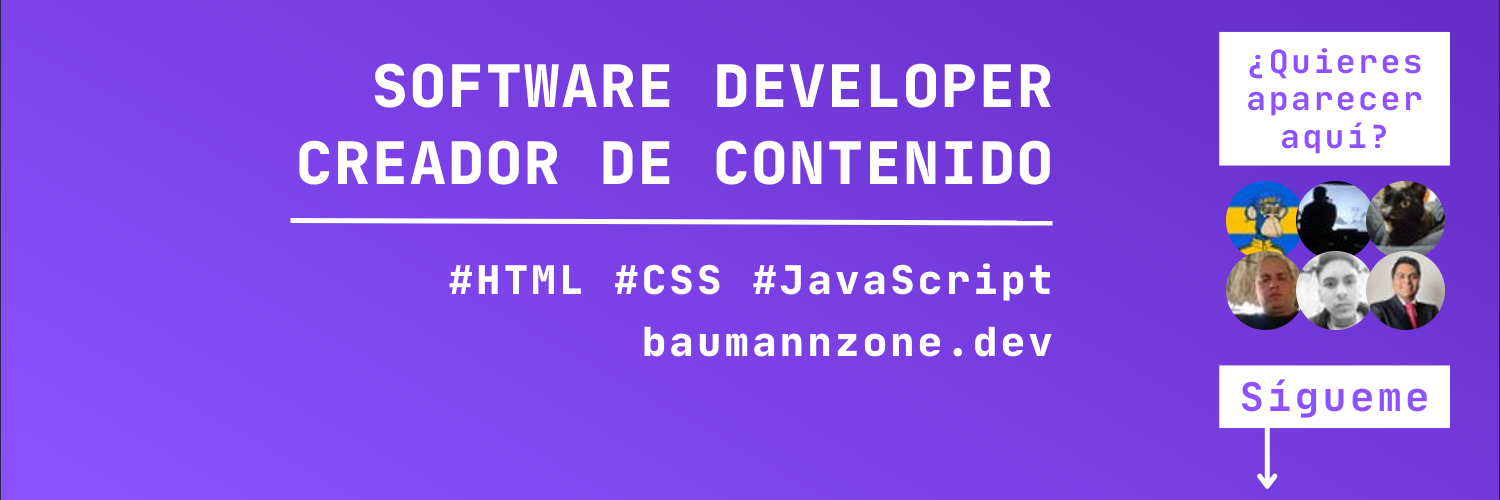 SOFTWARE DEVELOPER
CREADOR DE CONTENIDO
#HTML #CSS #JavaScript
baumannzone.dev
¿Quieres
aparecer
aquí?
Sígueme